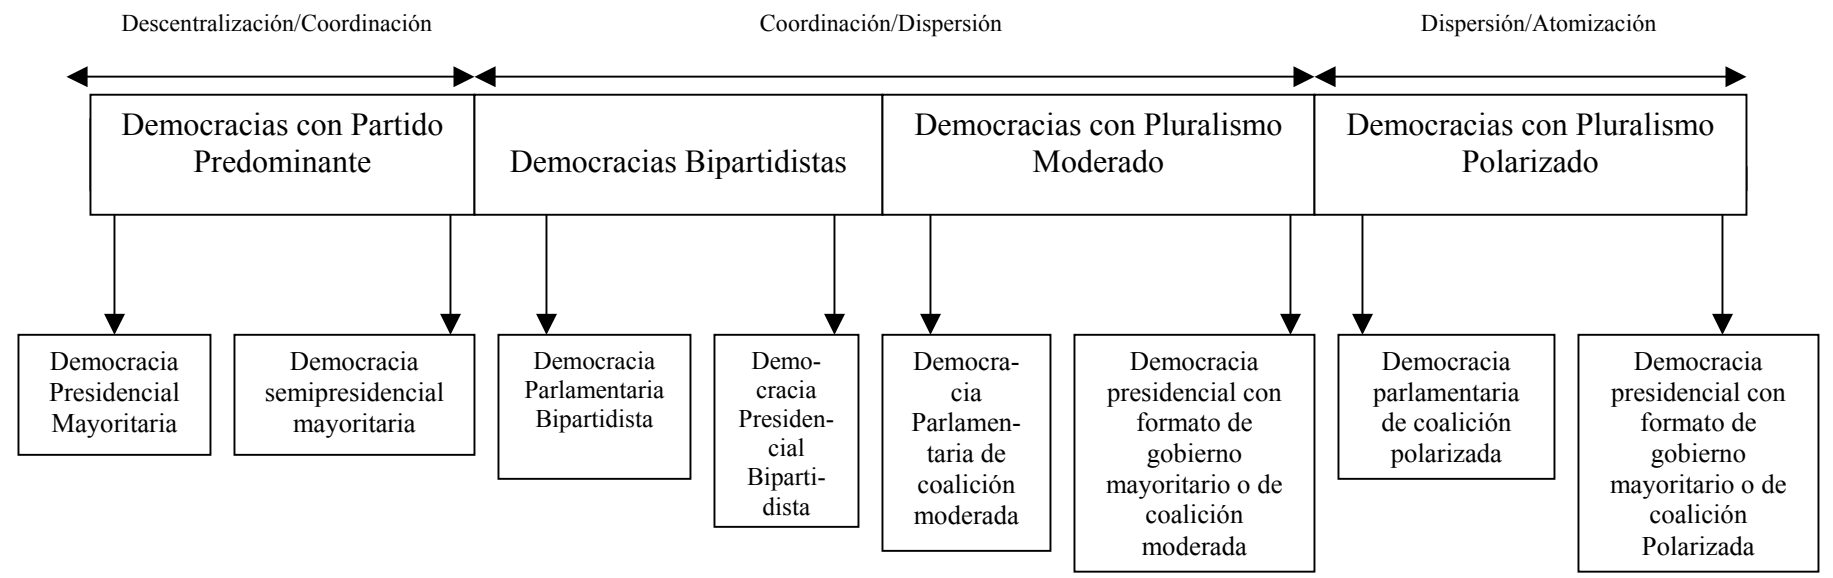 Descentralización/Coordinación
Coordinación/Dispersión
Dispersión/Atomización
Democracias con Partido
Predominante
Democracias Bipartidistas
Democracias con Pluralismo
Moderado
Democracias con Pluralismo
Polarizado
Democracia
Presidencial
Mayoritaria
Democracia
semipresidencial
mayoritaria
Democracia
Parlamentaria
Bipartidista
Demo-
cracia
Presiden-
cial
Biparti-
dista
Democra-
cia
Parlamen-
taria de
coalición
moderada
Democracia
presidencial con
formato de
gobierno
mayoritario o de
coalición
moderada
Democracia
parlamentaria
de coalición
polarizada
Democracia
presidencial con
formato de
gobierno
mayoritario o de
coalición
Polarizada